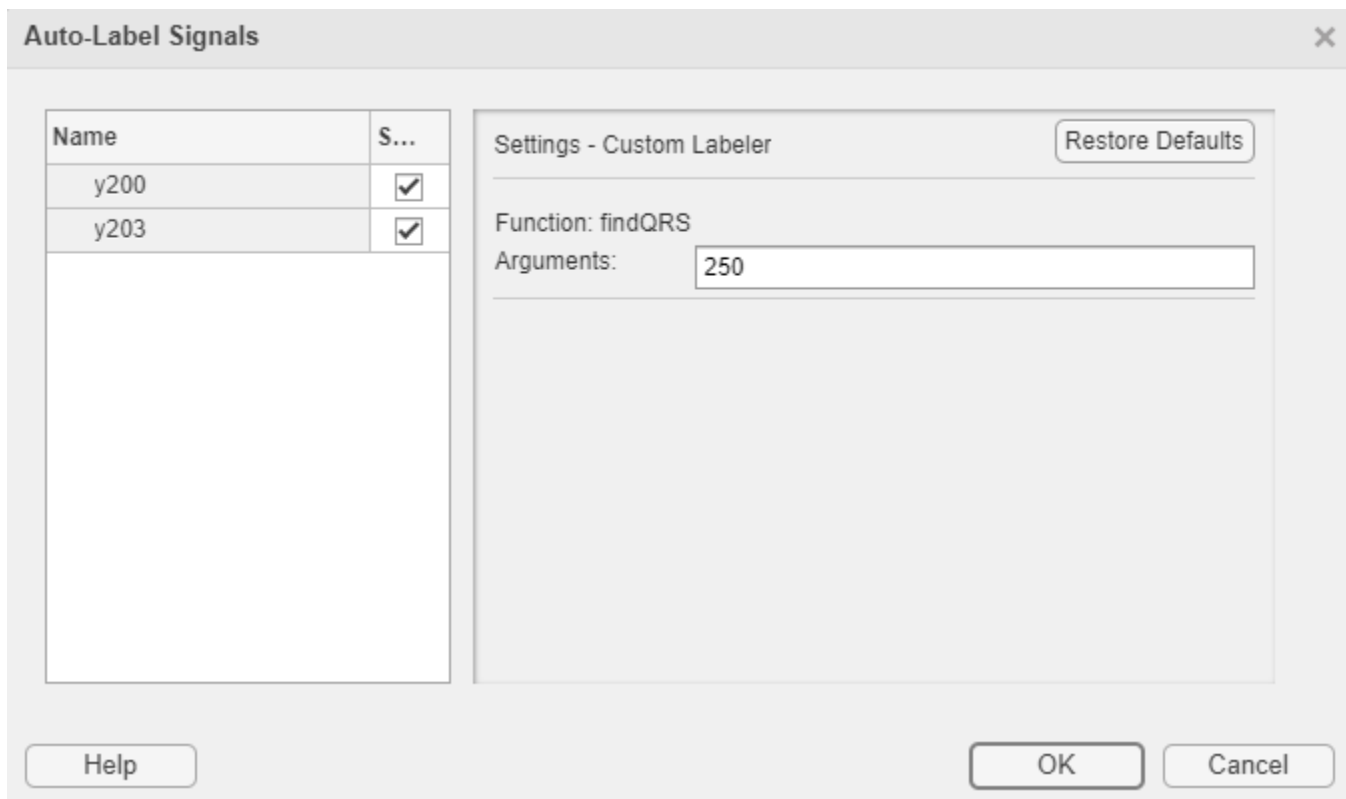 Auto-Label Signals
Name S...
y200
y203
Settings - Custom Labeler Restore Defaults
Function: findQRS
Arguments: 250
Help OK Cancel